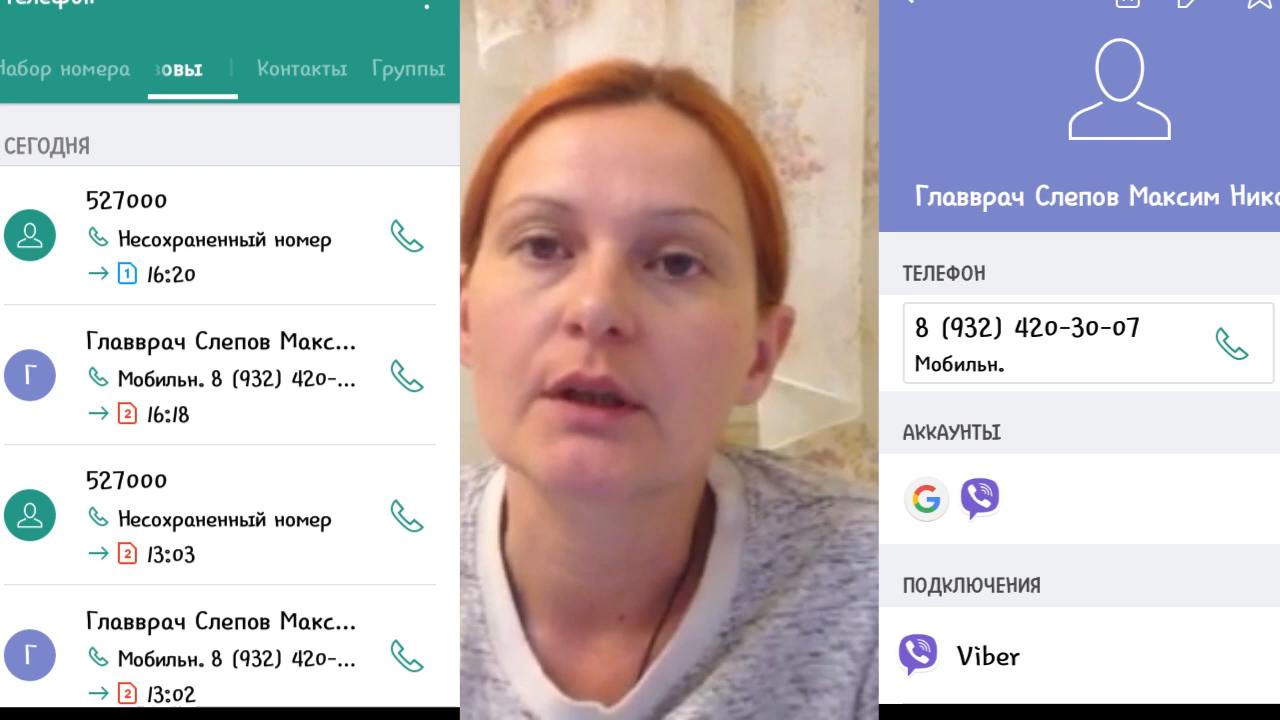 Телефон
Набор номера
зовы
Контакты
Группы
СЕГОДНЯ
527000
Несохраненный номер
1 16:20
Главврач Слепов Макс...
Г
Мобильн. 8 (932) 420-...
2 16:18
527000
Несохраненный номер
2 13:03
Главврач Слепов Макс...
Г
Мобильн. 8 (932) 420-...
2 13:02
Главврач Слепов Максим Нико
ТЕЛЕФОН
8 (932) 420-30-07
Мобильн.
АККАУНТЫ
G
ПОДКЛЮЧЕНИЯ
Viber